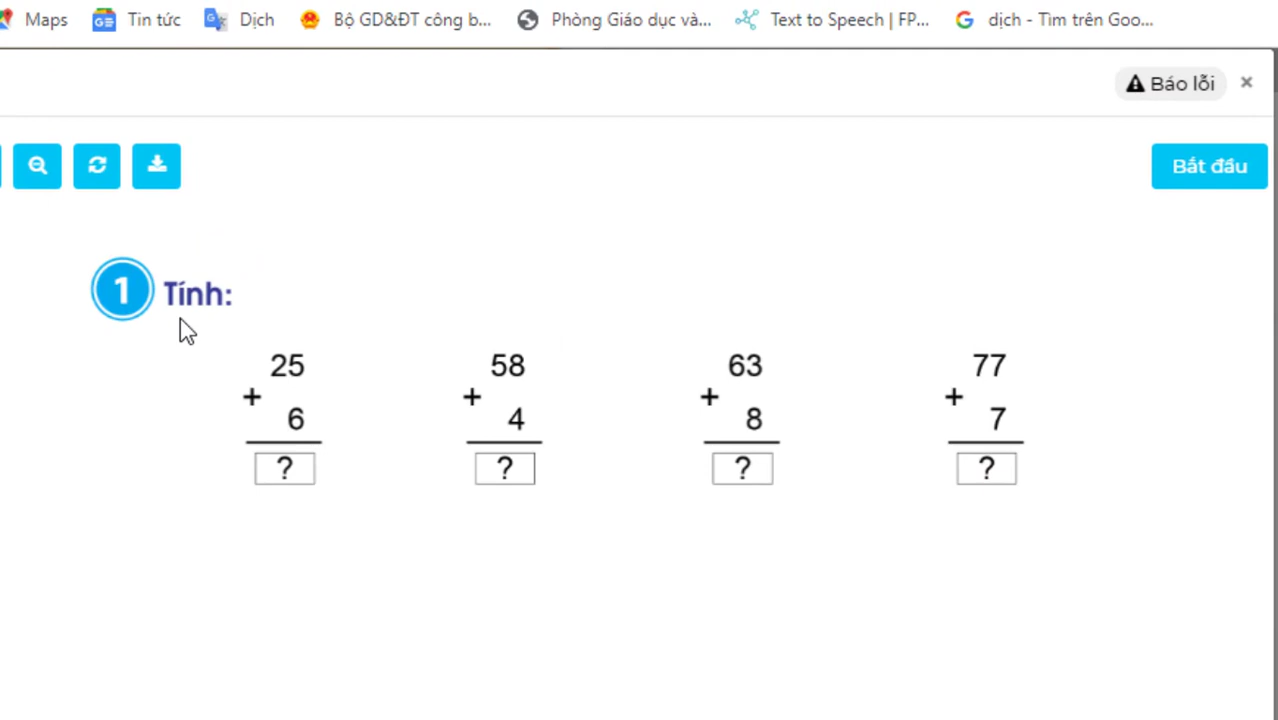 Maps Tin tức Dịch Bộ GD&ĐT công b... Phòng Giáo dục và... Text to Speech | FP... dịch - Tìm trên Goo...
Báo lỗi ×
Bắt đầu
1 Tính:
25 58 63 77
+ + + +
6 4 8 7
? ? ? ?